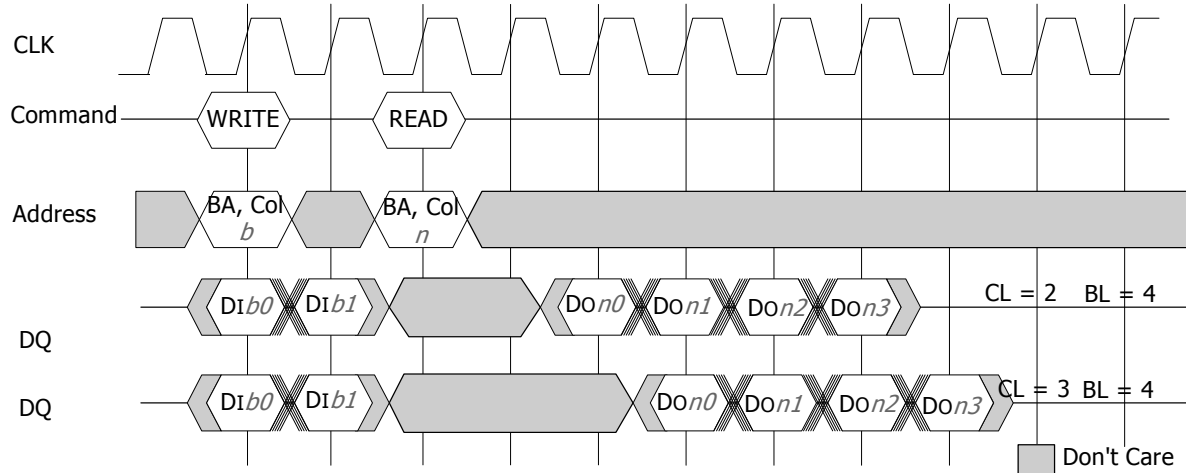 CLK
Command WRITE READ
Address BA, Col b BA, Col n
DQ DIb0 DIb1 DOn0 DOn1 DOn2 DOn3 CL = 2 BL = 4
DQ DIb0 DIb1 DOn0 DOn1 DOn2 DOn3 CL = 3 BL = 4
Don't Care